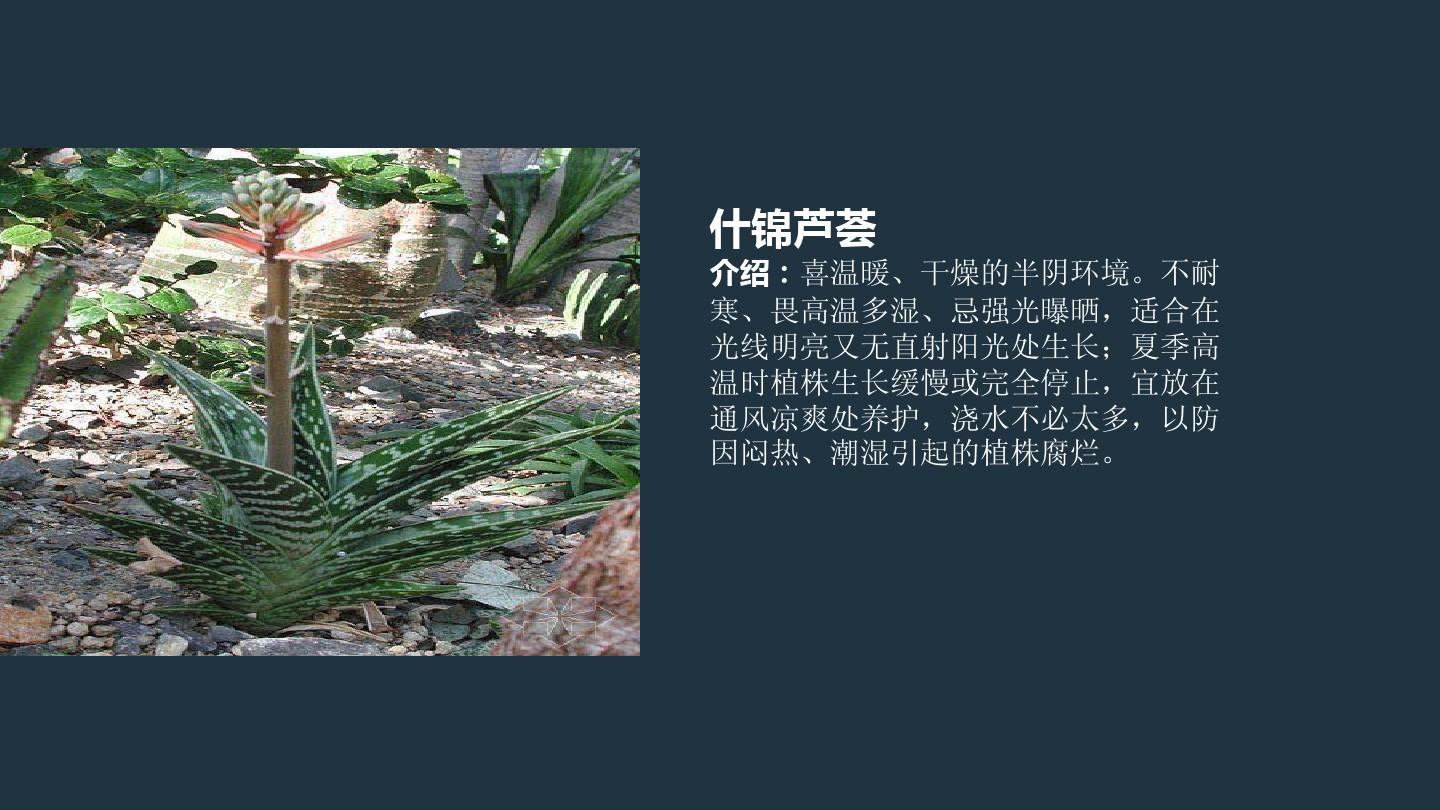 什锦芦荟
介绍：喜温暖、干燥的半阴环境。不耐
寒、畏高温多湿、忌强光曝晒，适合在
光线明亮又无直射阳光处生长；夏季高
温时植株生长缓慢或完全停止，宜放在
通风凉爽处养护，浇水不必太多，以防
因闷热、潮湿引起的植株腐烂。